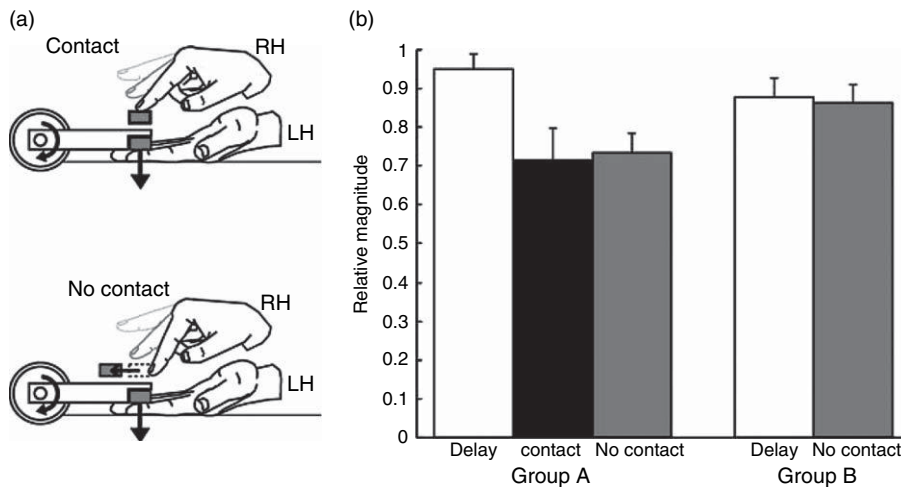 (a)
Contact
RH
LH
No contact
RH
LH
(b)
Relative magnitude
1
0.9
0.8
0.7
0.6
0.5
0.4
0.3
0.2
0.1
0
Delay contact No contact Delay No contact
Group A Group B